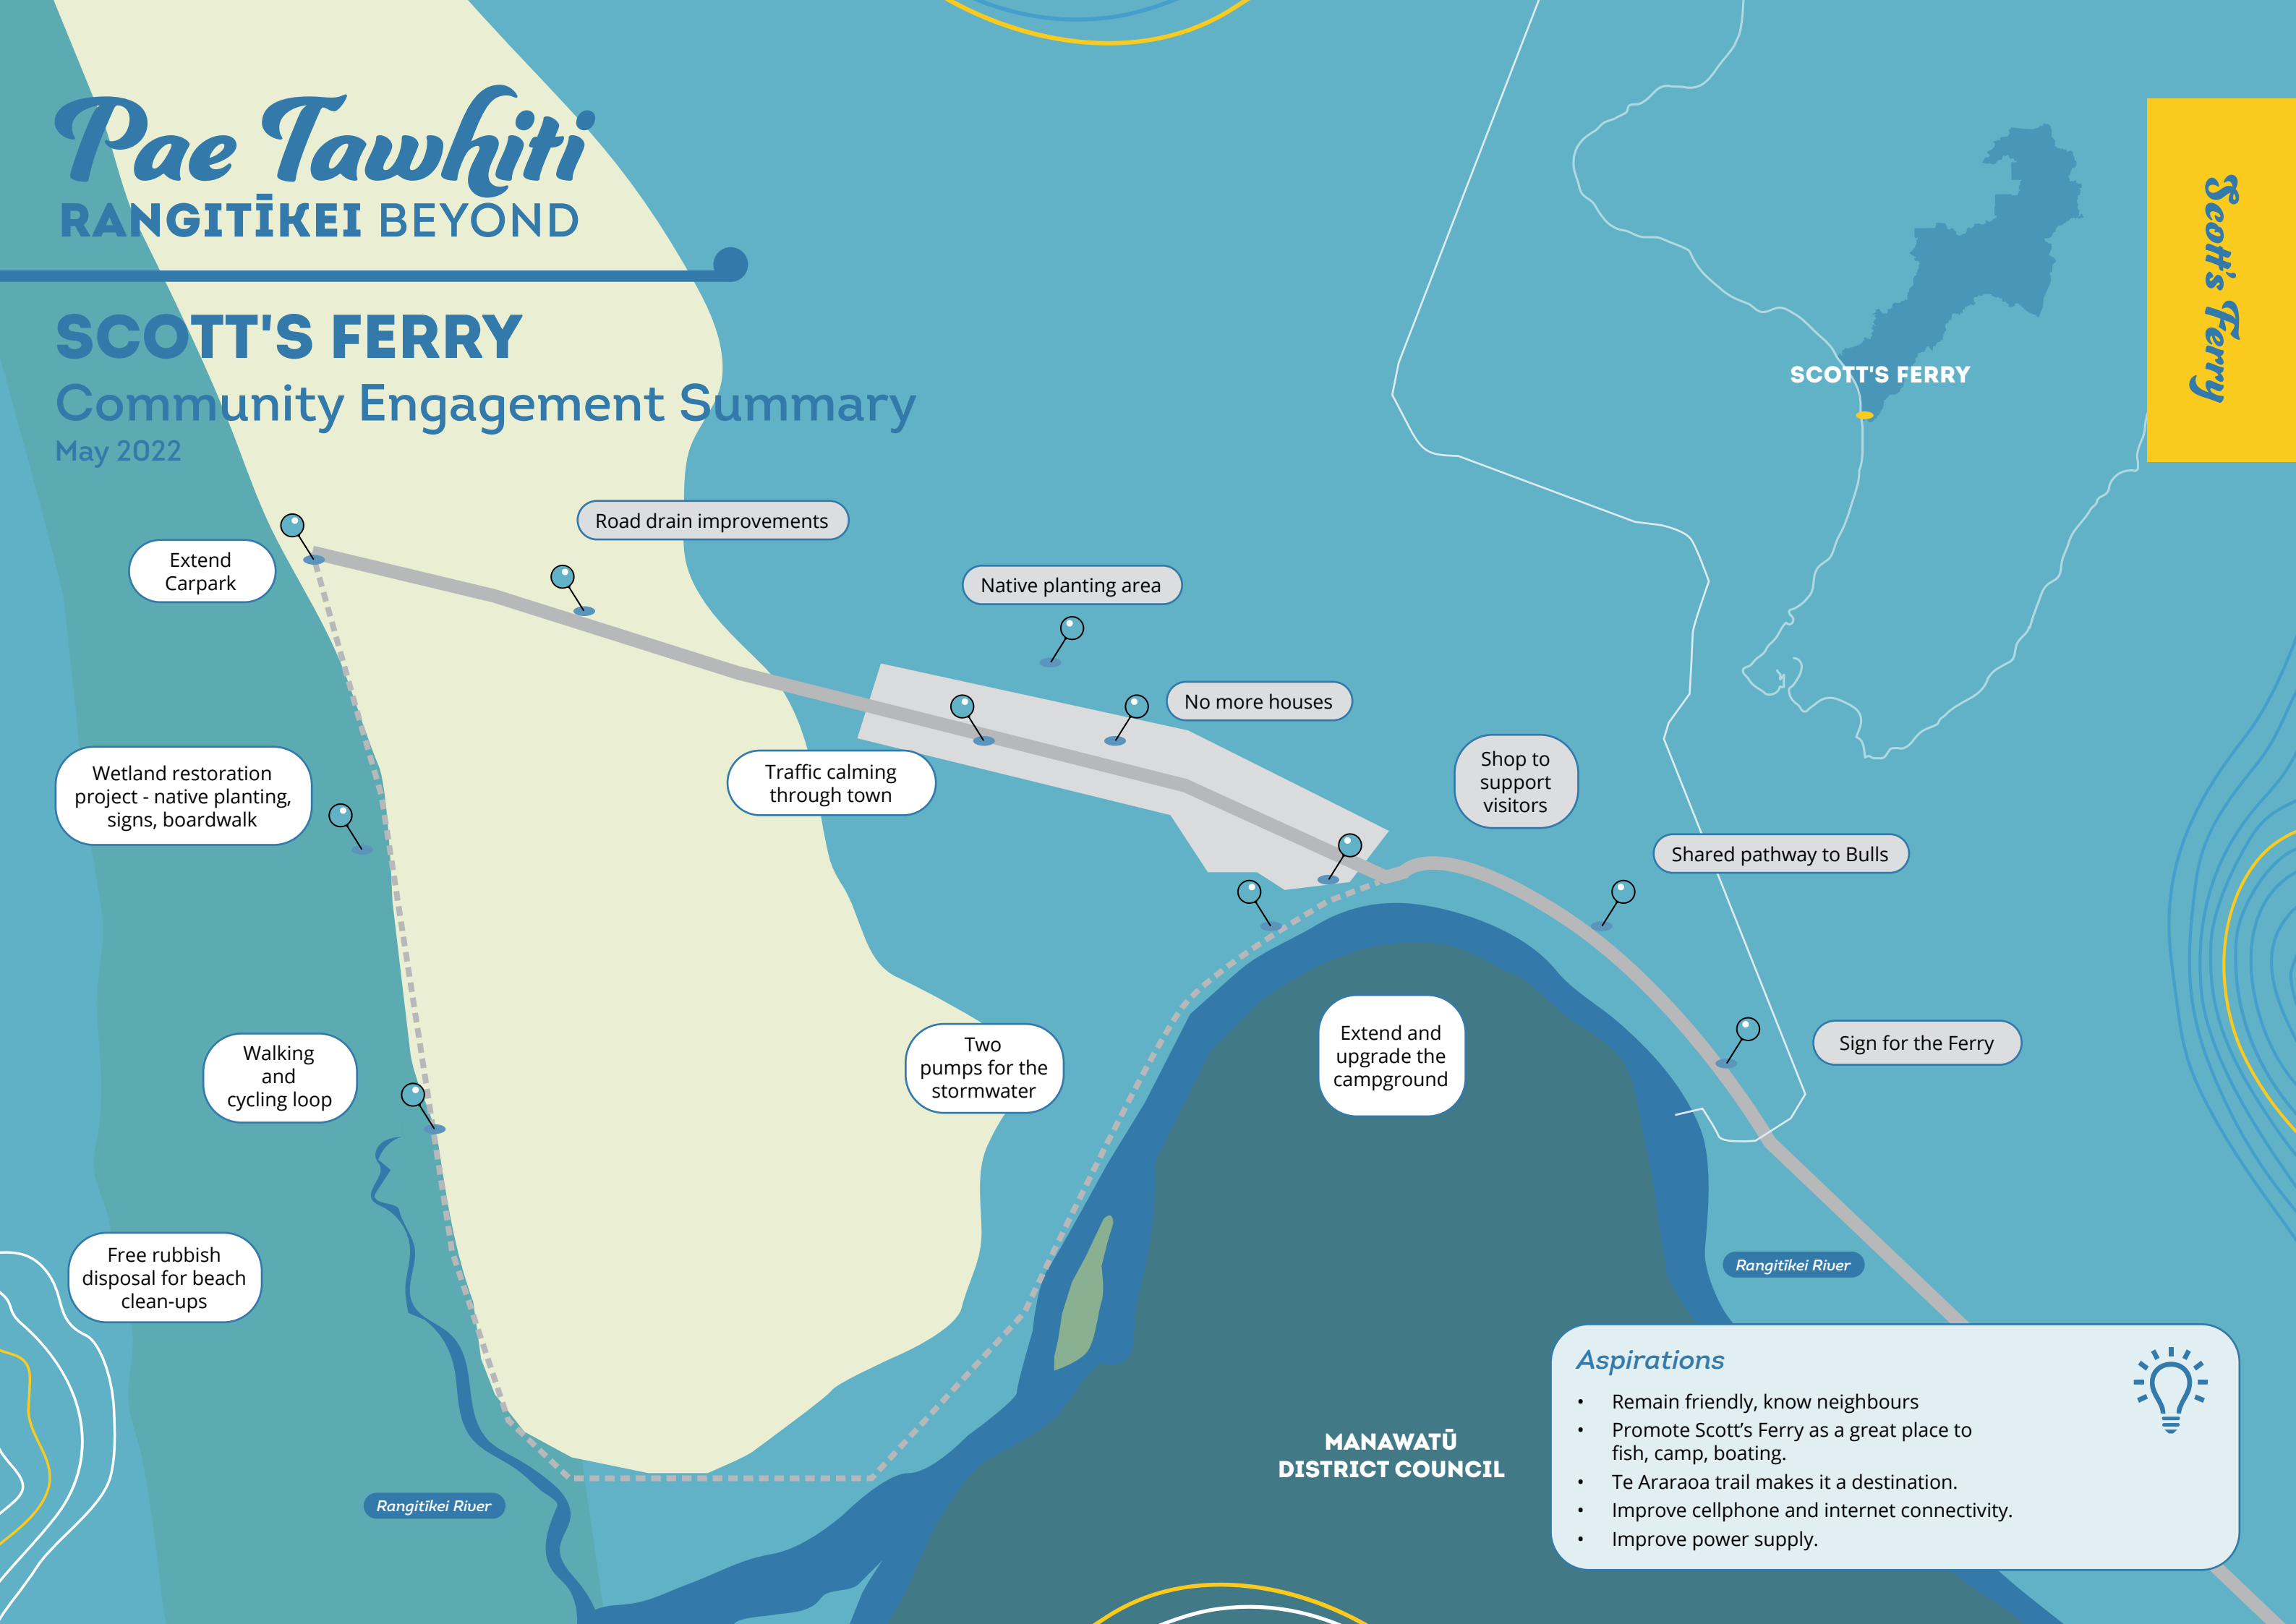 Pae Tawhiti
RANGITĪKEI BEYOND
SCOTT'S FERRY
Community Engagement Summary
May 2022
Scott's Ferry
SCOTT'S FERRY
Road drain improvements
Extend
Carpark
Native planting area
No more houses
Traffic calming
through town
Shop to
support
visitors
Wetland restoration
project - native planting,
signs, boardwalk
Shared pathway to Bulls
Walking
and
cycling loop
Two
pumps for the
stormwater
Extend and
upgrade the
campground
Sign for the Ferry
Free rubbish
disposal for beach
clean-ups
Rangitīkei River
Rangitīkei River
MANAWATŪ
DISTRICT COUNCIL
Aspirations
• Remain friendly, know neighbours
• Promote Scott’s Ferry as a great place to
fish, camp, boating.
• Te Araraoa trail makes it a destination.
• Improve cellphone and internet connectivity.
• Improve power supply.